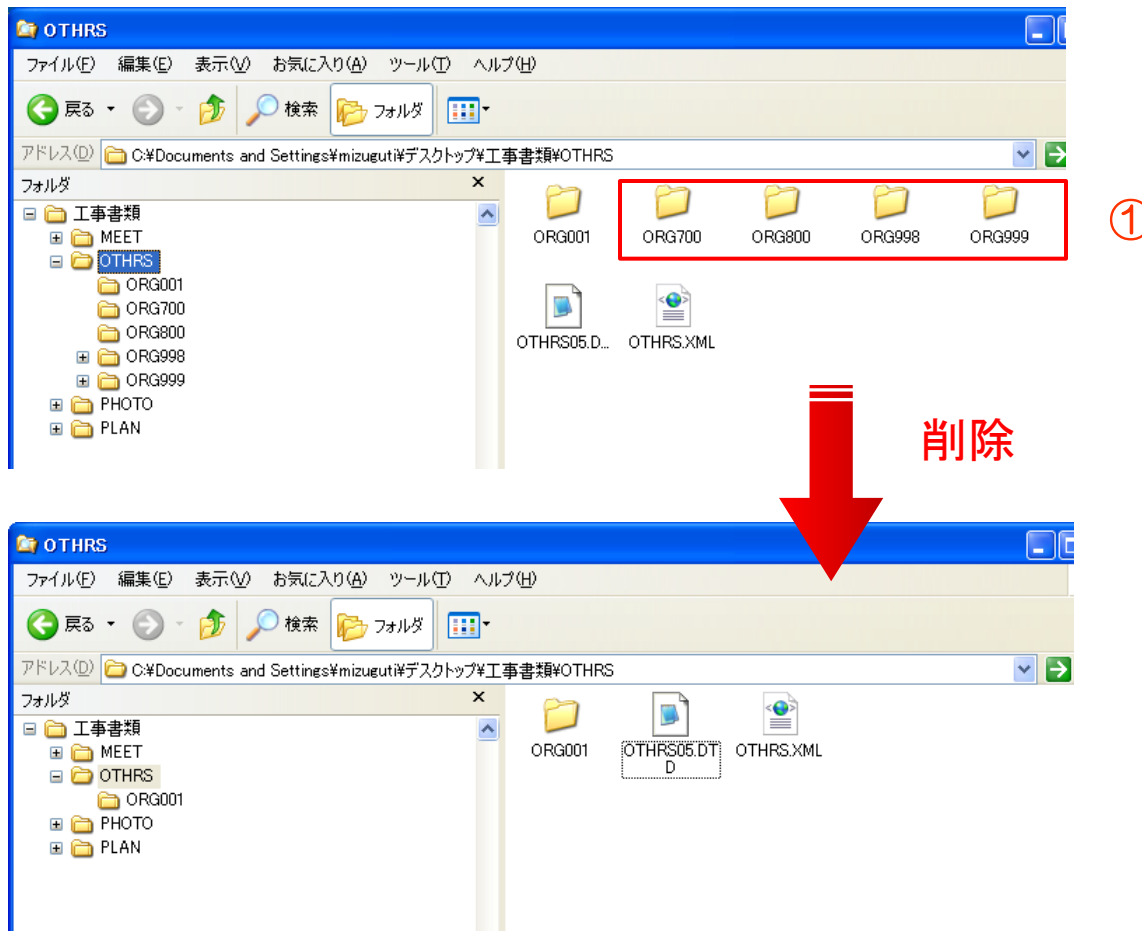 OTHRS
ファイル(F) 編集(E) 表示(V) お気に入り(A) ツール(T) ヘルプ(H)
戻る 検索 フォルダ
アドレス(D) C:¥Documents and Settings¥mizuguti¥デスクトップ¥工事書類¥OTHRS
フォルダ ×
工事書類
MEET
OTHRS
ORG001
ORG700
ORG800
ORG998
ORG999
PHOTO
PLAN
ORG001 ORG700 ORG800 ORG998 ORG999
①
OTHRS05.D... OTHRS.XML
削除
OTHRS
ファイル(F) 編集(E) 表示(V) お気に入り(A) ツール(T) ヘルプ(H)
戻る 検索 フォルダ
アドレス(D) C:¥Documents and Settings¥mizuguti¥デスクトップ¥工事書類¥OTHRS
フォルダ ×
工事書類
MEET
OTHRS
ORG001
PHOTO
PLAN
ORG001 OTHRS05.DT OTHRS.XML
D